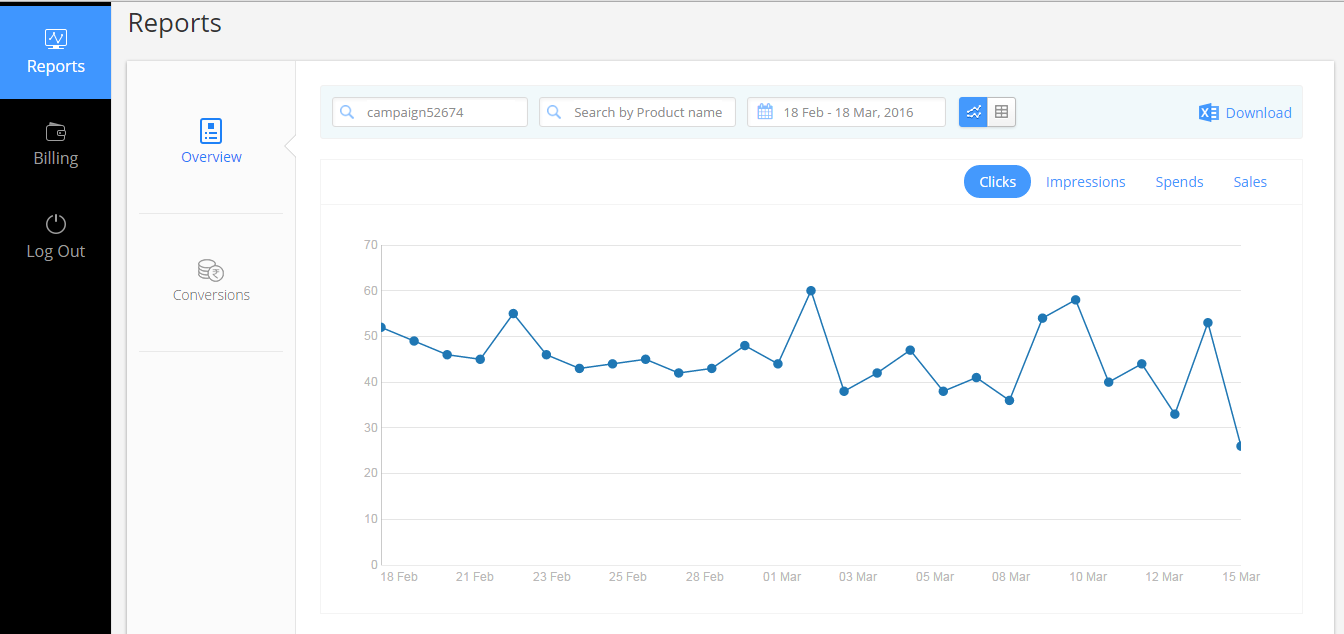 Reports
Reports
Billing
Log Out
Overview
Conversions
campaign52674
Search by Product name
18 Feb - 18 Mar, 2016
Download
Clicks Impressions Spends Sales
70
60
50
40
30
20
10
0
18 Feb 21 Feb 23 Feb 25 Feb 28 Feb 01 Mar 03 Mar 05 Mar 08 Mar 10 Mar 12 Mar 15 Mar